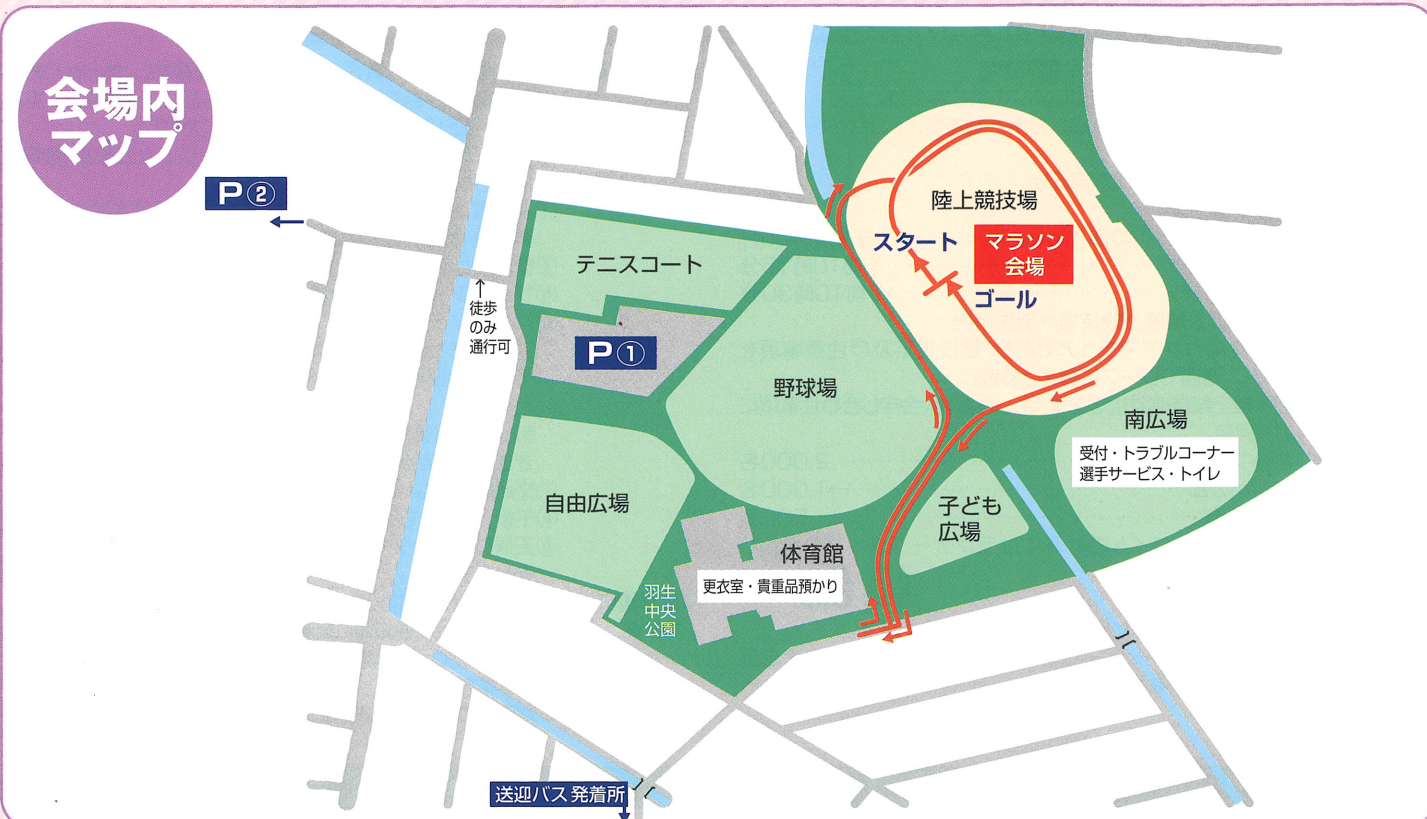 会場内
マップ
P②
↑
徒歩
のみ
通行可
テニスコート
P①
陸上競技場
スタート
マラソン
会場
ゴール
野球場
南広場
受付・トラブルコーナー
選手サービス・トイレ
自由広場
子ども
広場
体育館
更衣室・貴重品預かり
羽生
中央
公園
送迎バス発着所